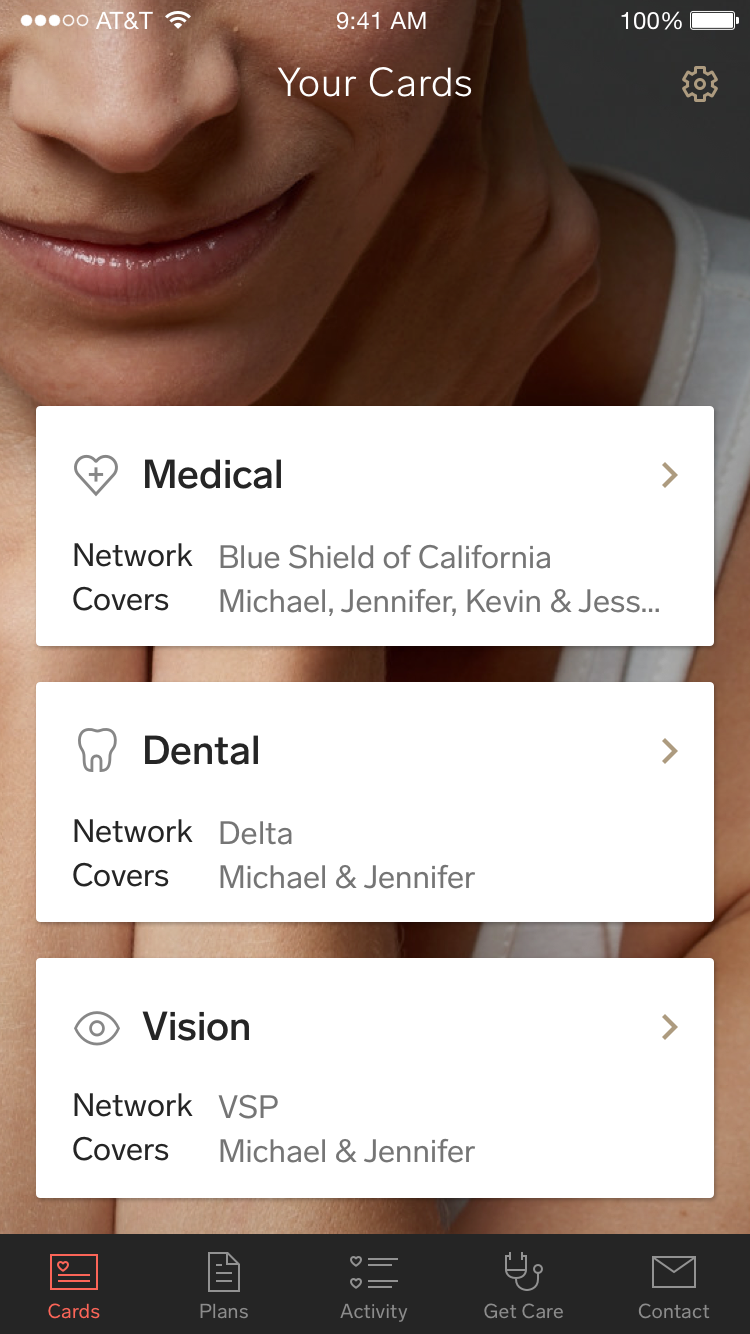 AT&T 9:41 AM 100%
Your Cards
Medical
Network Blue Shield of California
Covers Michael, Jennifer, Kevin & Jess...
Dental
Network Delta
Covers Michael & Jennifer
Vision
Network VSP
Covers Michael & Jennifer
Cards Plans Activity Get Care Contact